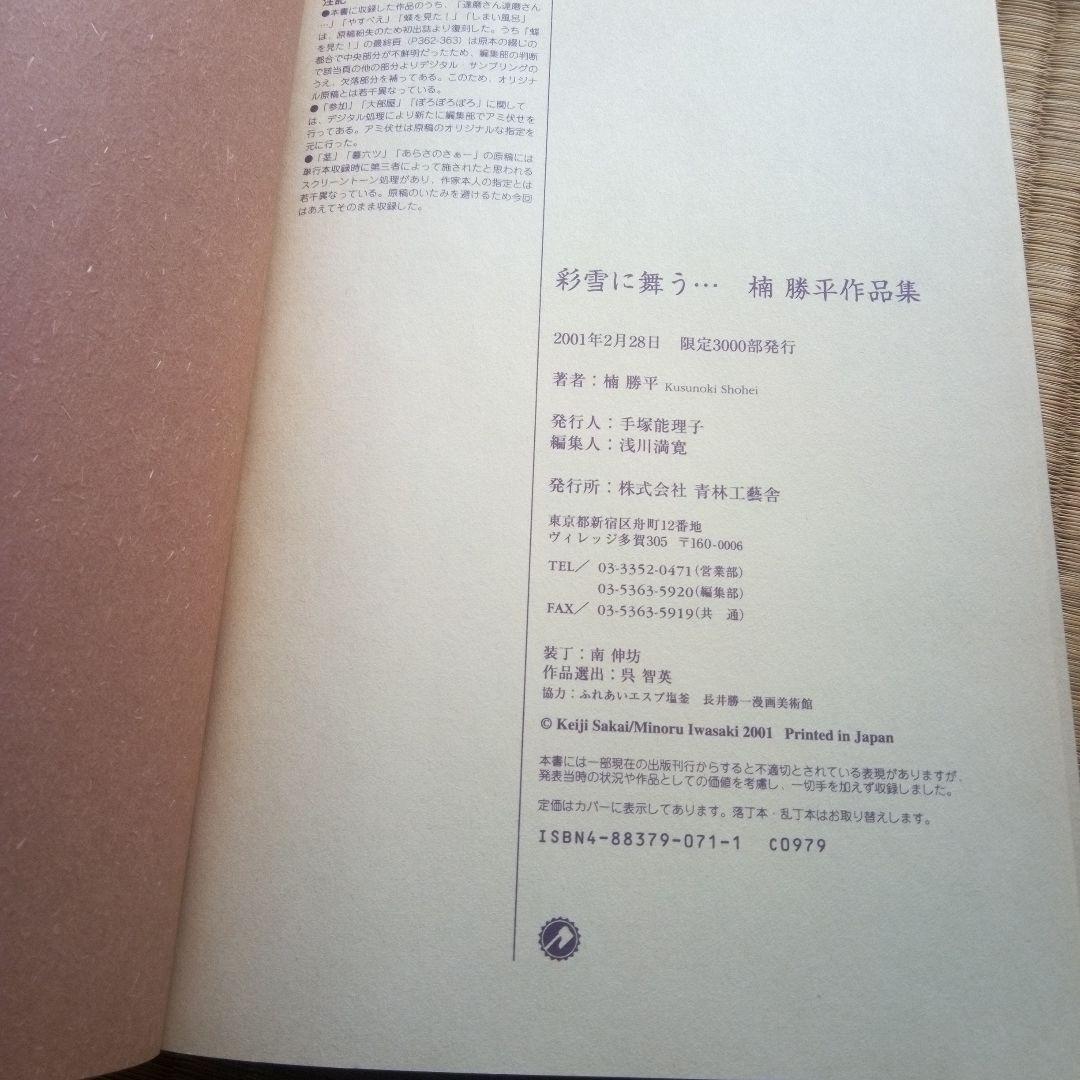 注記
●本書に収録した作品のうち、「達磨さん達磨さん
…」「やすべえ」「蝶を見た！」「しまい風呂」
は、原稿紛失のため初出誌より復刻した。うち「蝶
を見た！」の最終頁（P362-363）は原本の綴じの
都合で中央部分が不鮮明だったため、編集部の判断
で該当頁の他の部分よりデジタル・サンプリングの
うえ、欠落部分を補ってある。このため、オリジナ
ル原稿とは若干異なっている。
●「参加」「大部屋」「ぼろぼろぼろ」に関して
は、デジタル処理により新たに編集部でアミ伏せを
行ってある。アミ伏せは原稿のオリジナルな指定を
元に行った。
●「茎」「暮六ツ」「あらさのさぁー」の原稿には
単行本収録時に第三者によって施されたと思われる
スクリーントーン処理があり、作家本人の指定とは
若干異なっている。原稿のいたみを避けるため今回
はあえてそのまま収録した。
彩雪に舞う…　楠 勝平作品集
2001年2月28日　限定3000部発行
著者：楠 勝平 Kusunoki Shohei
発行人：手塚能理子
編集人：浅川満寛
発行所：株式会社 青林工藝舎
東京都新宿区舟町12番地
ヴィレッジ多賀305　〒160-0006
TEL／ 03-3352-0471（営業部）
03-5363-5920（編集部）
FAX／ 03-5363-5919（共　通）
装丁：南 伸坊
作品選出：呉 智英
協力：ふれあいエスプ塩釜　長井勝一漫画美術館
© Keiji Sakai/Minoru Iwasaki 2001 Printed in Japan
本書には一部現在の出版刊行からすると不適切とされている表現がありますが、
発表当時の状況や作品としての価値を考慮し、一切手を加えず収録しました。
定価はカバーに表示してあります。落丁本・乱丁本はお取り替えします。
ISBN4-88379-071-1　C0979